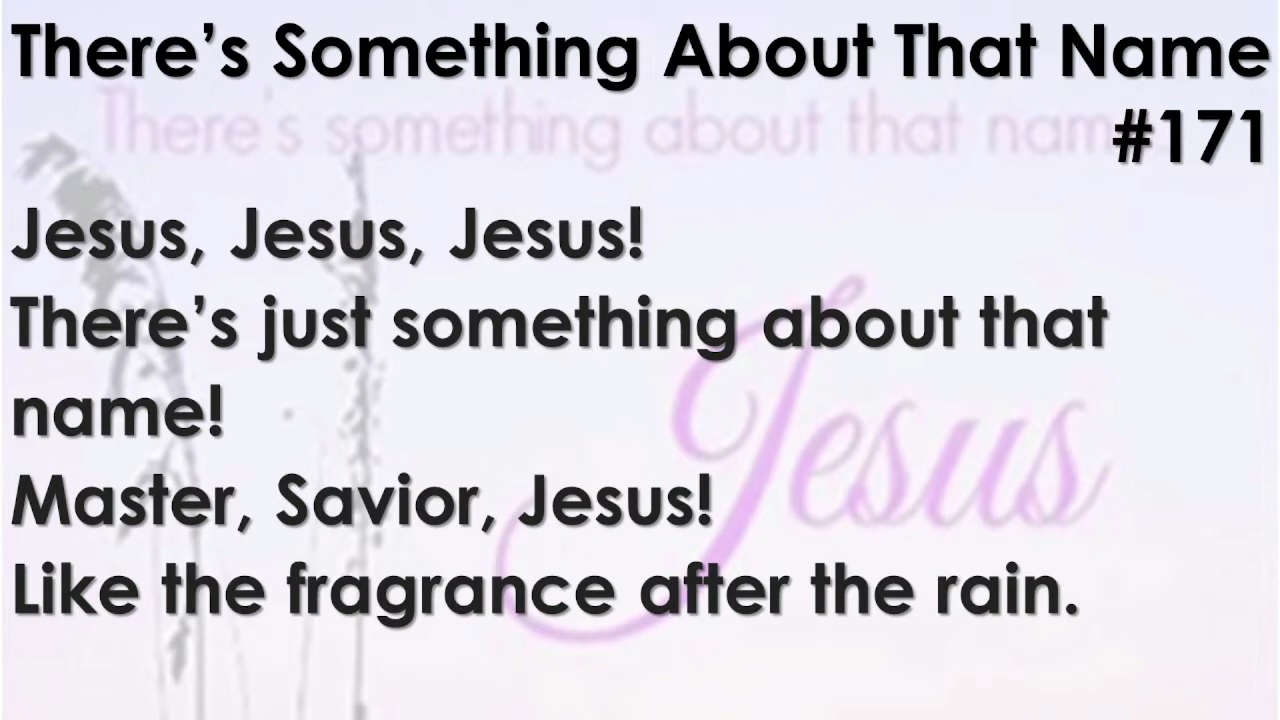 There’s Something About That Name
There's something about that nam
#171
Jesus, Jesus, Jesus!
There’s just something about that
name!
Jesus
Master, Savior, Jesus!
Like the fragrance after the rain.